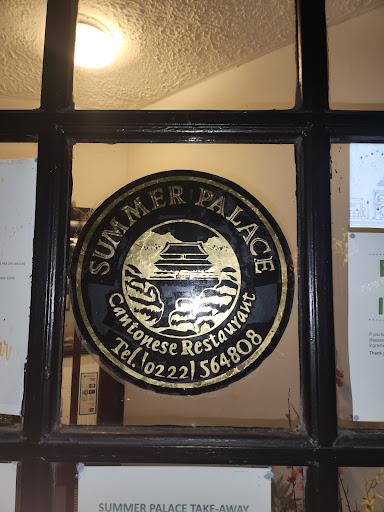 SUMMER PALACE
Cantonese Restaurant
Tel. (0222) 564808
SUMMER PALACE TAKE-AWAY